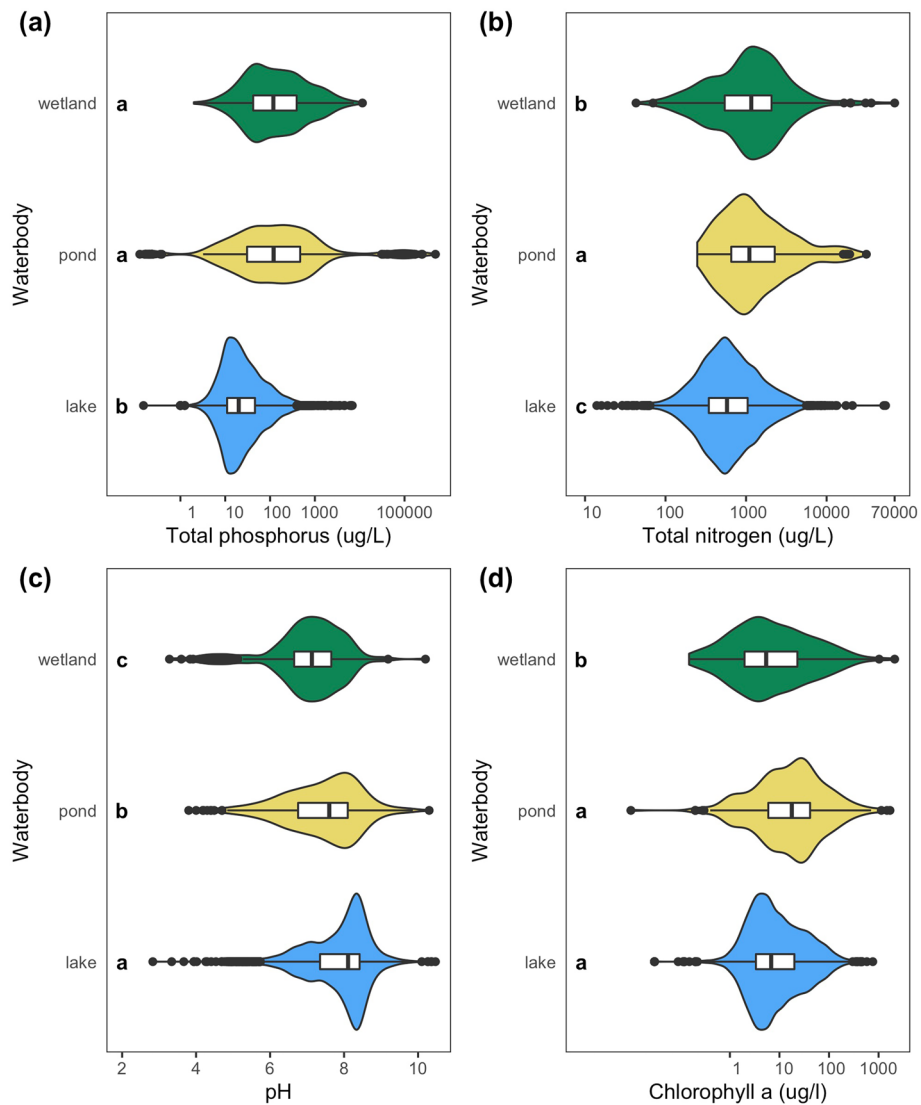 (a)
Waterbody
wetland a
pond a
lake b
1 10 100 1000 100000
Total phosphorus (ug/L)
(b)
Waterbody
wetland b
pond a
lake c
10 100 1000 10000 70000
Total nitrogen (ug/L)
(c)
Waterbody
wetland c
pond b
lake a
2 4 6 8 10
pH
(d)
Waterbody
wetland b
pond a
lake a
1 10 100 1000
Chlorophyll a (ug/l)